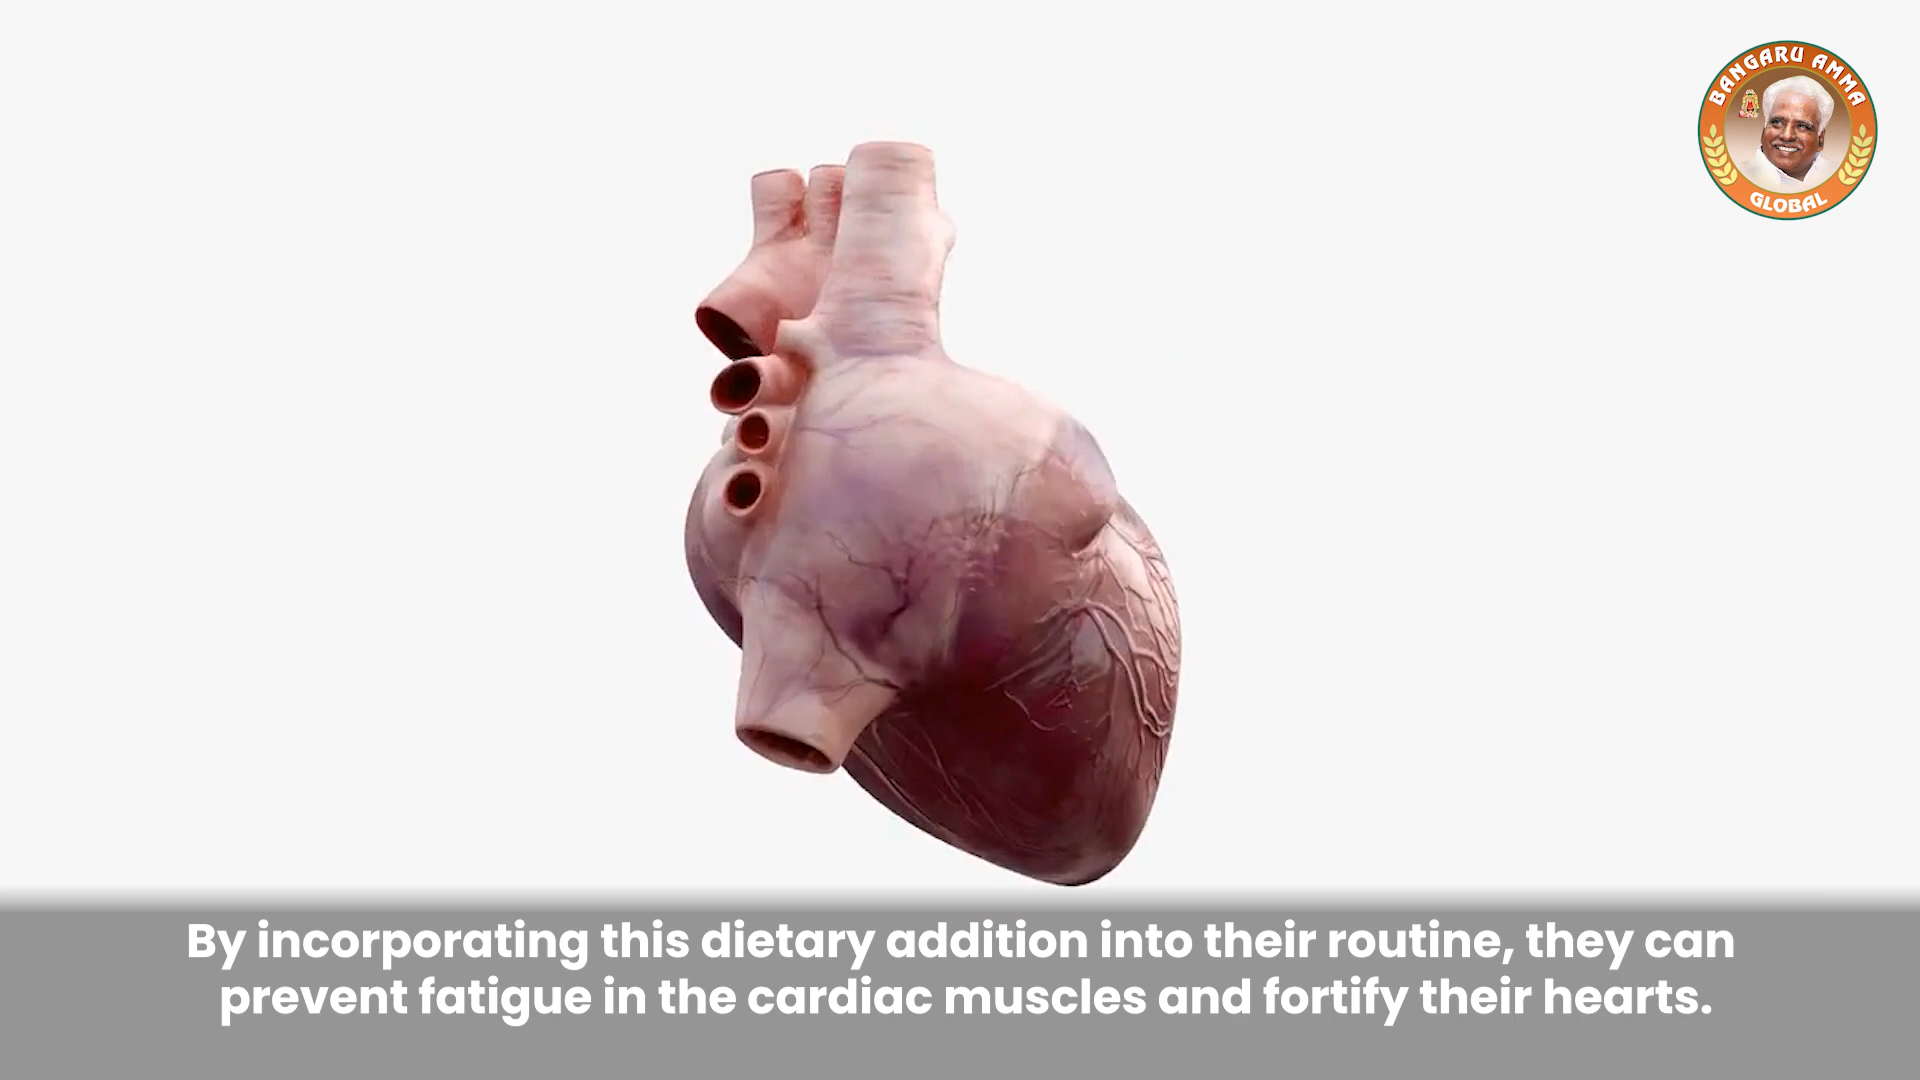 BANGARU AMMA
GLOBAL
By incorporating this dietary addition into their routine, they can
prevent fatigue in the cardiac muscles and fortify their hearts.